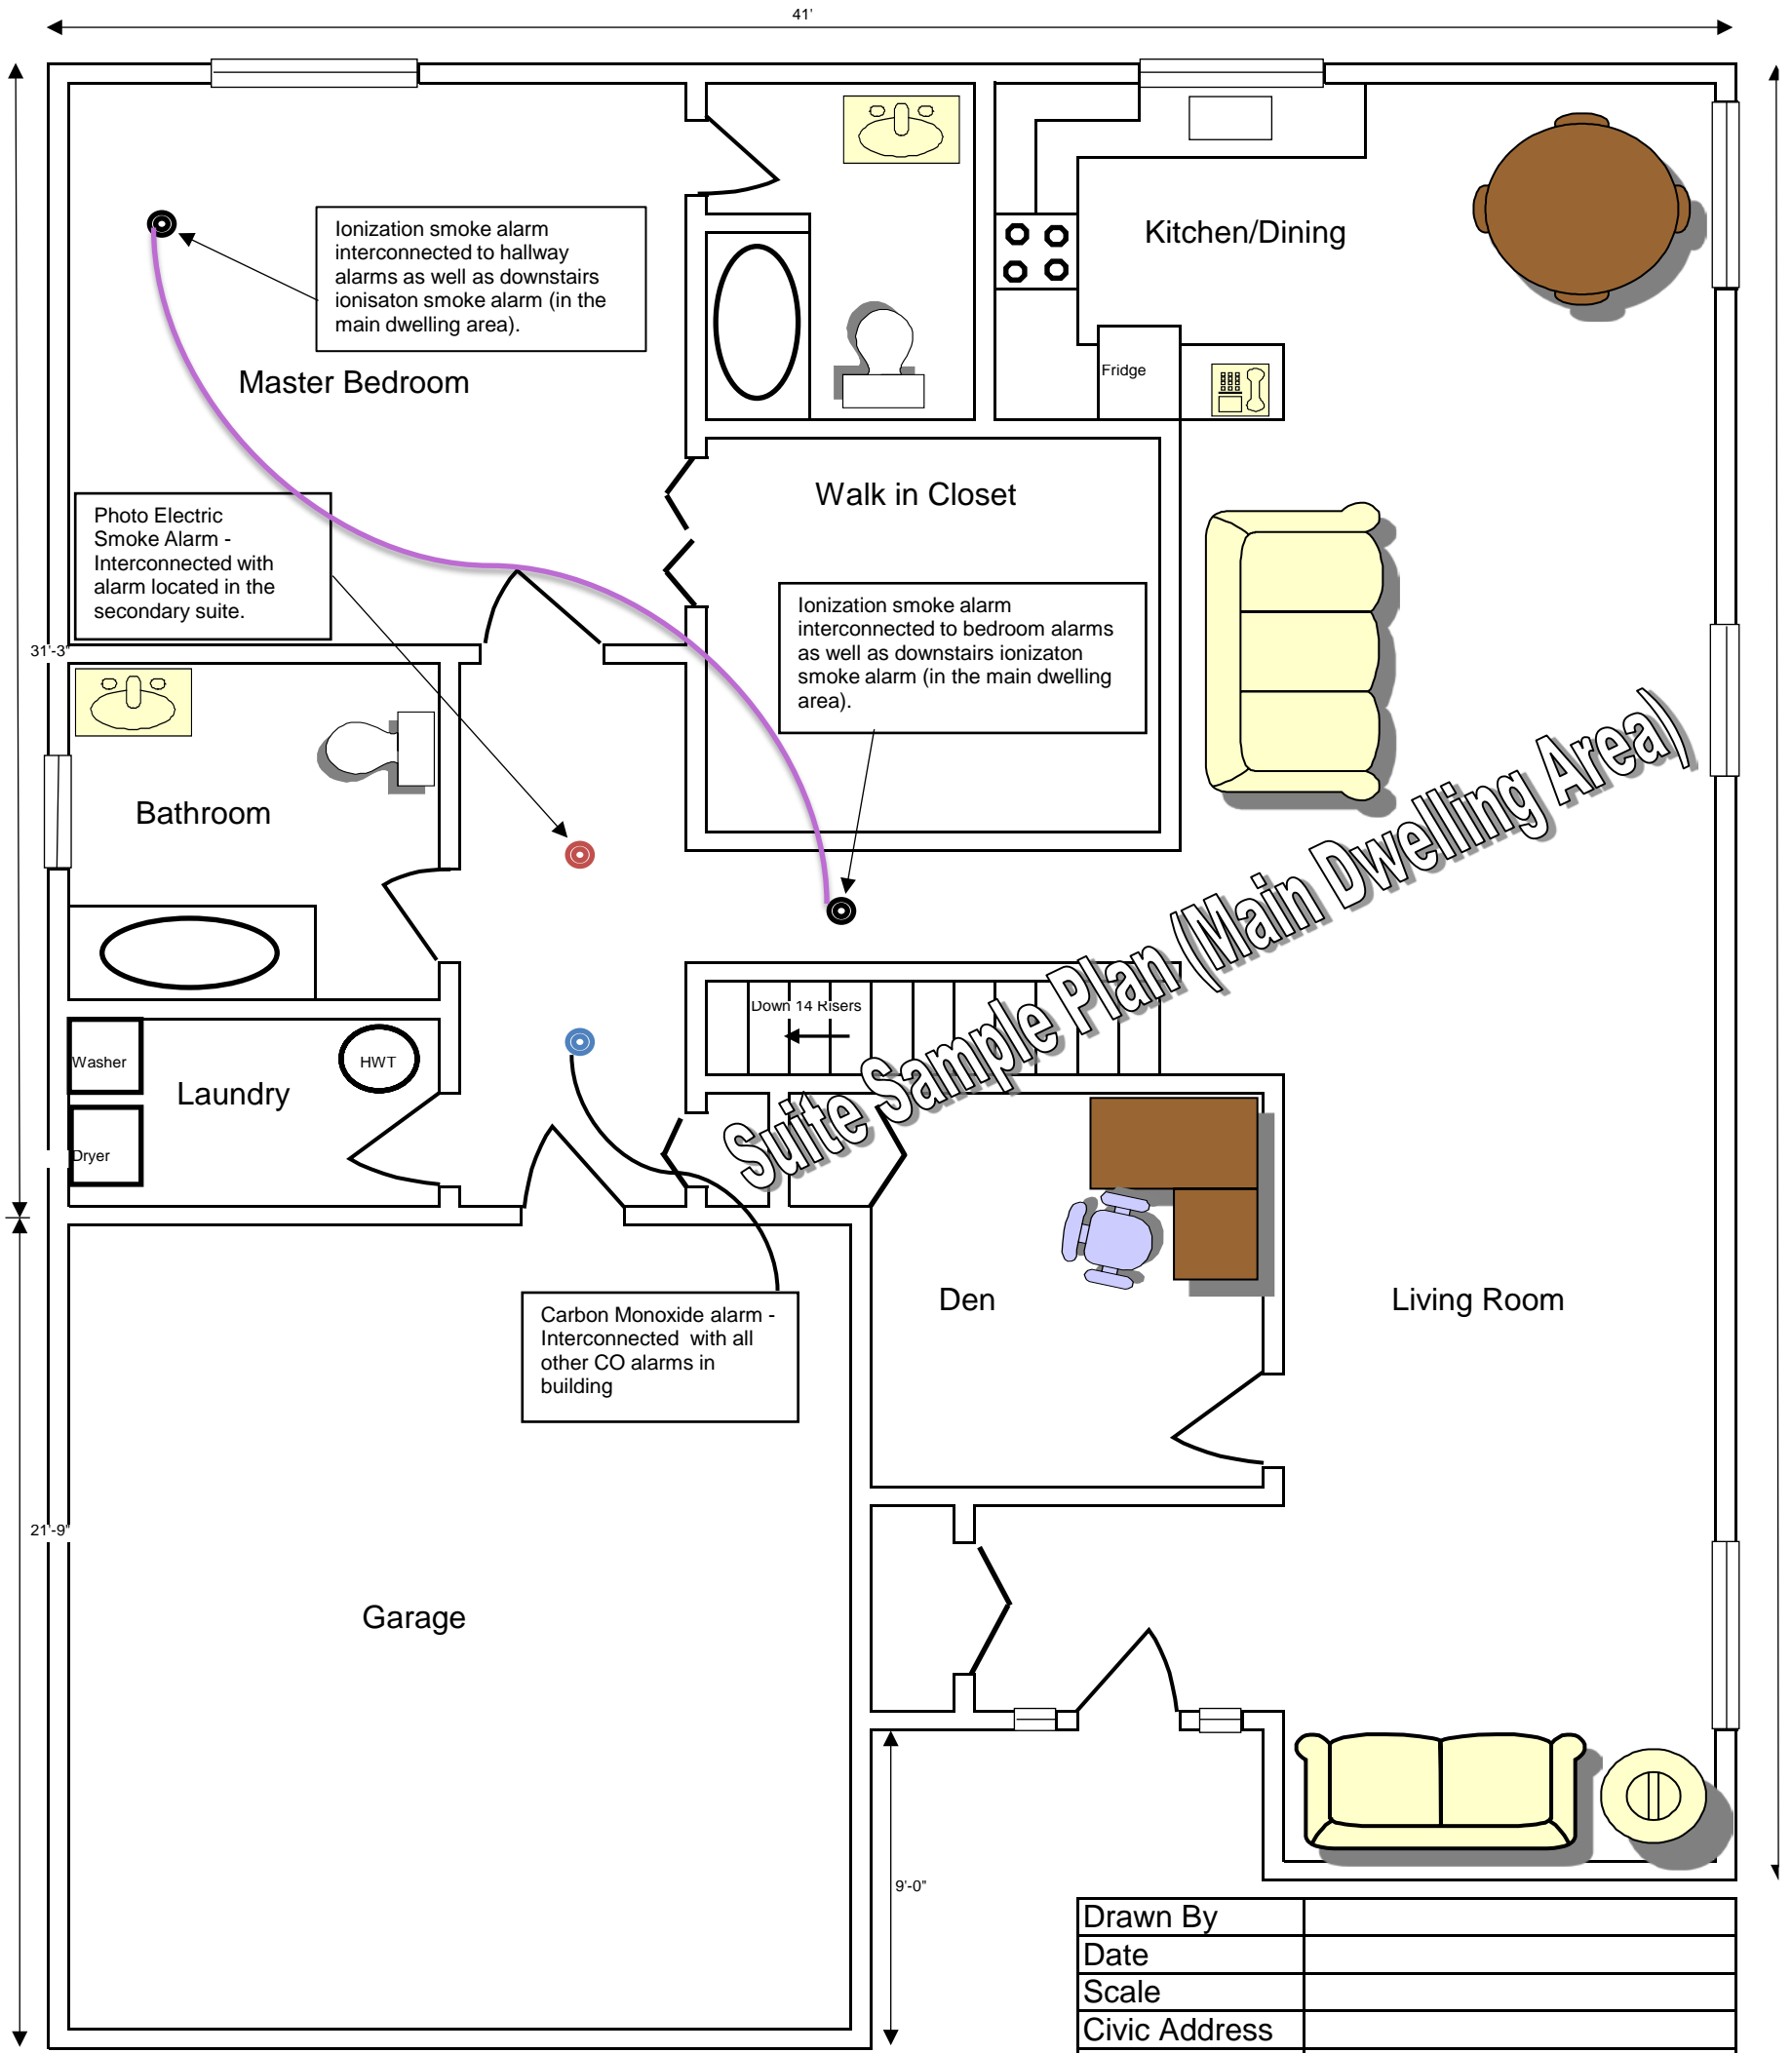 41'
Ionization smoke alarm
interconnected to hallway
alarms as well as downstairs
ionisaton smoke alarm (in the
main dwelling area).
Kitchen/Dining
Master Bedroom
Fridge
Walk in Closet
Photo Electric
Smoke Alarm -
Interconnected with
alarm located in the
secondary suite.
Ionization smoke alarm
interconnected to bedroom alarms
as well as downstairs ionizaton
smoke alarm (in the main dwelling
area).
31'-3"
Bathroom
Suite Sample Plan (Main Dwelling Area)
Down 14 Risers
Washer
HWT
Laundry
Dryer
Den
Living Room
Carbon Monoxide alarm -
Interconnected with all
other CO alarms in
building
21'-9"
Garage
9'-0"
Drawn By
Date
Scale
Civic Address